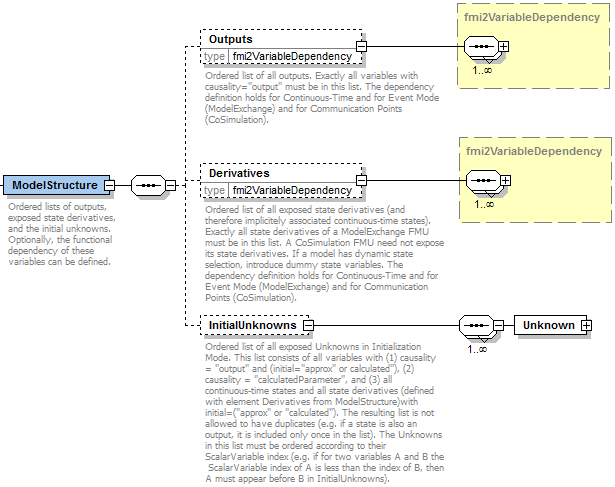 fmi2VariableDependency
Outputs
type fmi2VariableDependency
1..∞
Ordered list of all outputs. Exactly all variables with
causality="output" must be in this list. The dependency
definition holds for Continuous-Time and for Event Mode
(ModelExchange) and for Communication Points
(CoSimulation).
fmi2VariableDependency
Derivatives
type fmi2VariableDependency
1..∞
ModelStructure
Ordered lists of outputs,
exposed state derivatives,
and the initial unknowns.
Optionally, the functional
dependency of these
variables can be defined.
Ordered list of all exposed state derivatives (and
therefore implicitely associated continuous-time states).
Exactly all state derivatives of a ModelExchange FMU
must be in this list. A CoSimulation FMU need not expose
its state derivatives. If a model has dynamic state
selection, introduce dummy state variables. The
dependency definition holds for Continuous-Time and for
Event Mode (ModelExchange) and for Communication
Points (CoSimulation).
InitialUnknowns
Unknown
1..∞
Ordered list of all exposed Unknowns in Initialization
Mode. This list consists of all variables with (1) causality
= "output" and (initial="approx" or calculated"), (2)
causality = "calculatedParameter", and (3) all
continuous-time states and all state derivatives (defined
with element Derivatives from ModelStructure)with
initial=("approx" or "calculated"). The resulting list is not
allowed to have duplicates (e.g. if a state is also an
output, it is included only once in the list). The Unknowns
in this list must be ordered according to their
ScalarVariable index (e.g. if for two variables A and B the
ScalarVariable index of A is less than the index of B, then
A must appear before B in InitialUnknowns).